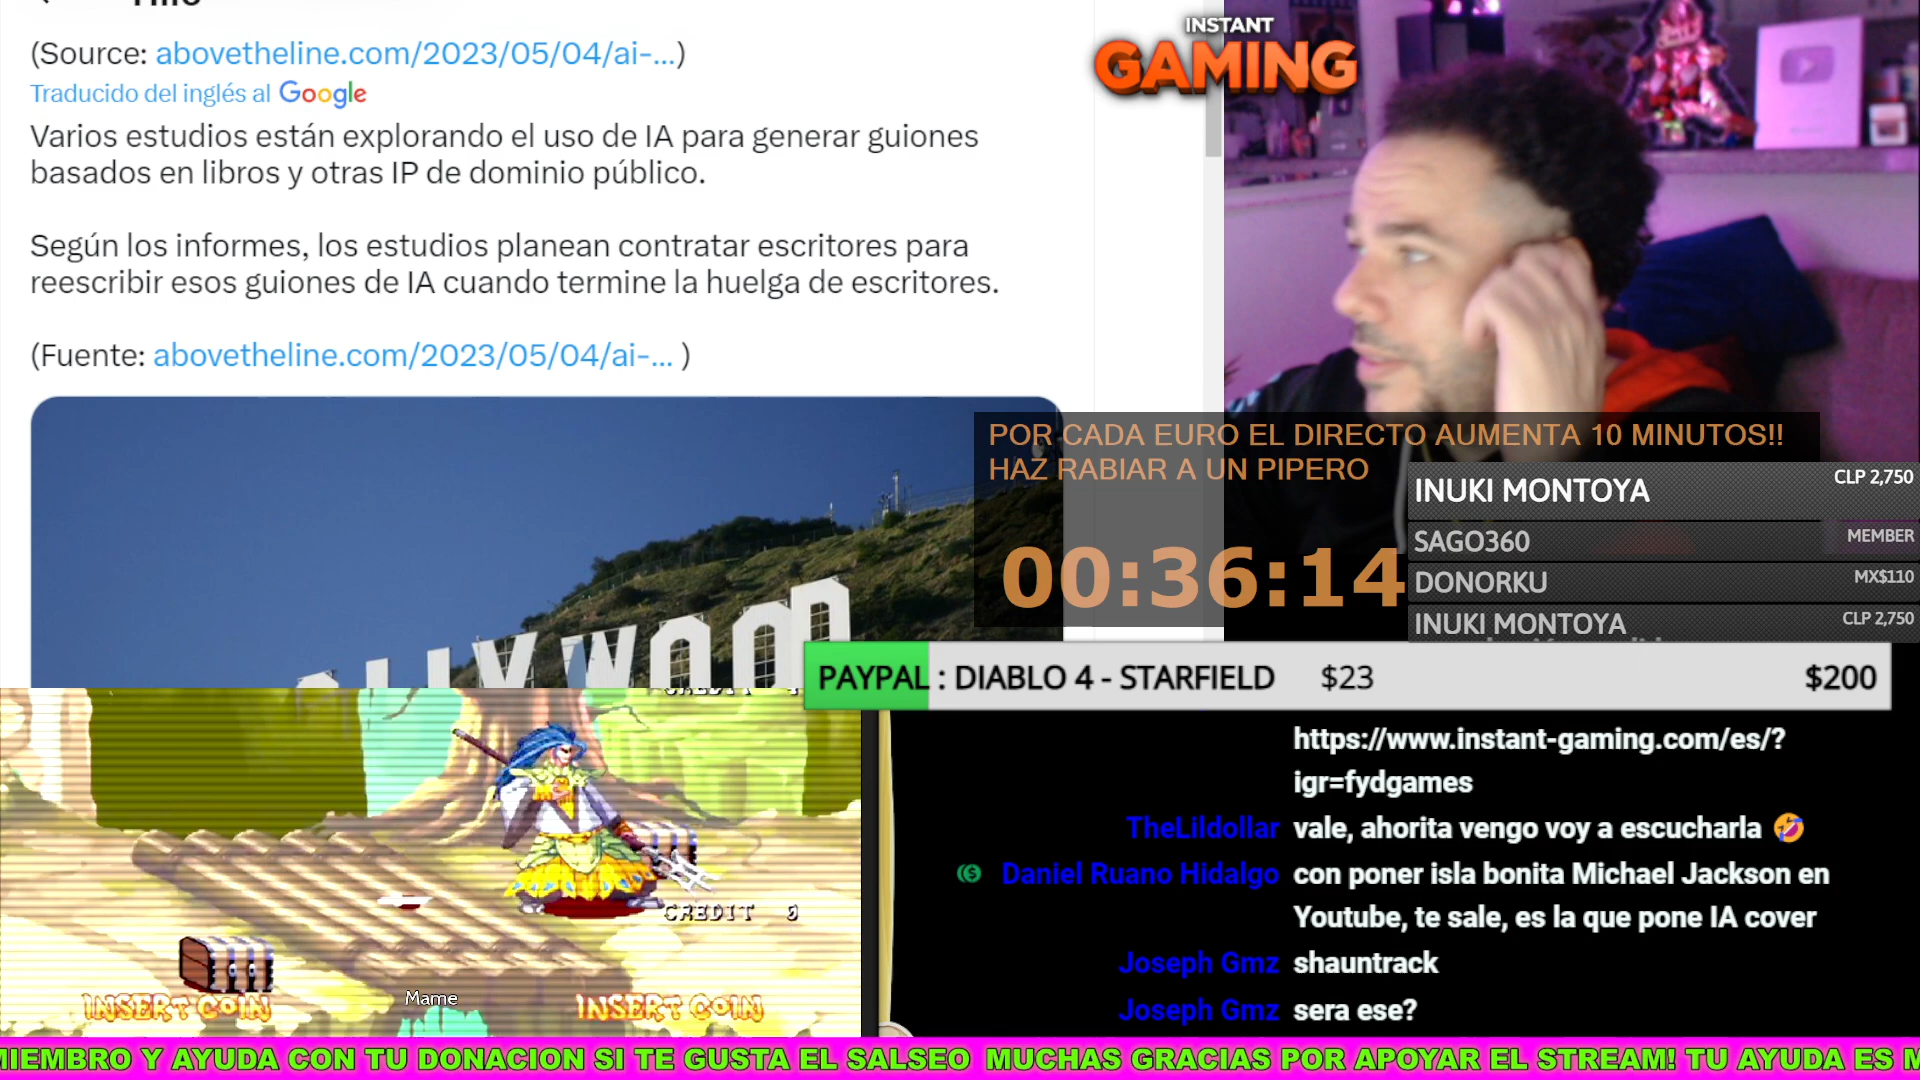 (Source: abovetheline.com/2023/05/04/ai-...)
Traducido del inglés al Google
Varios estudios están explorando el uso de IA para generar guiones
basados en libros y otras IP de dominio público.
Según los informes, los estudios planean contratar escritores para
reescribir esos guiones de IA cuando termine la huelga de escritores.
(Fuente: abovetheline.com/2023/05/04/ai-... )
INSTANT
GAMING
POR CADA EURO EL DIRECTO AUMENTA 10 MINUTOS!!
HAZ RABIAR A UN PIPERO
00:36:14
INUKI MONTOYA CLP 2,750
SAGO360 MEMBER
DONORKU MX$110
INUKI MONTOYA CLP 2,750
PAYPAL : DIABLO 4 - STARFIELD $23 $200
CREDIT 0
INSERT COIN
Mame
INSERT COIN
https://www.instant-gaming.com/es/?
igr=fydgames
TheLildollar vale, ahorita vengo voy a escucharla
Daniel Ruano Hidalgo con poner isla bonita Michael Jackson en
Youtube, te sale, es la que pone IA cover
Joseph Gmz shauntrack
Joseph Gmz sera ese?
MIEMBRO Y AYUDA CON TU DONACION SI TE GUSTA EL SALSEO MUCHAS GRACIAS POR APOYAR EL STREAM! TU AYUDA ES